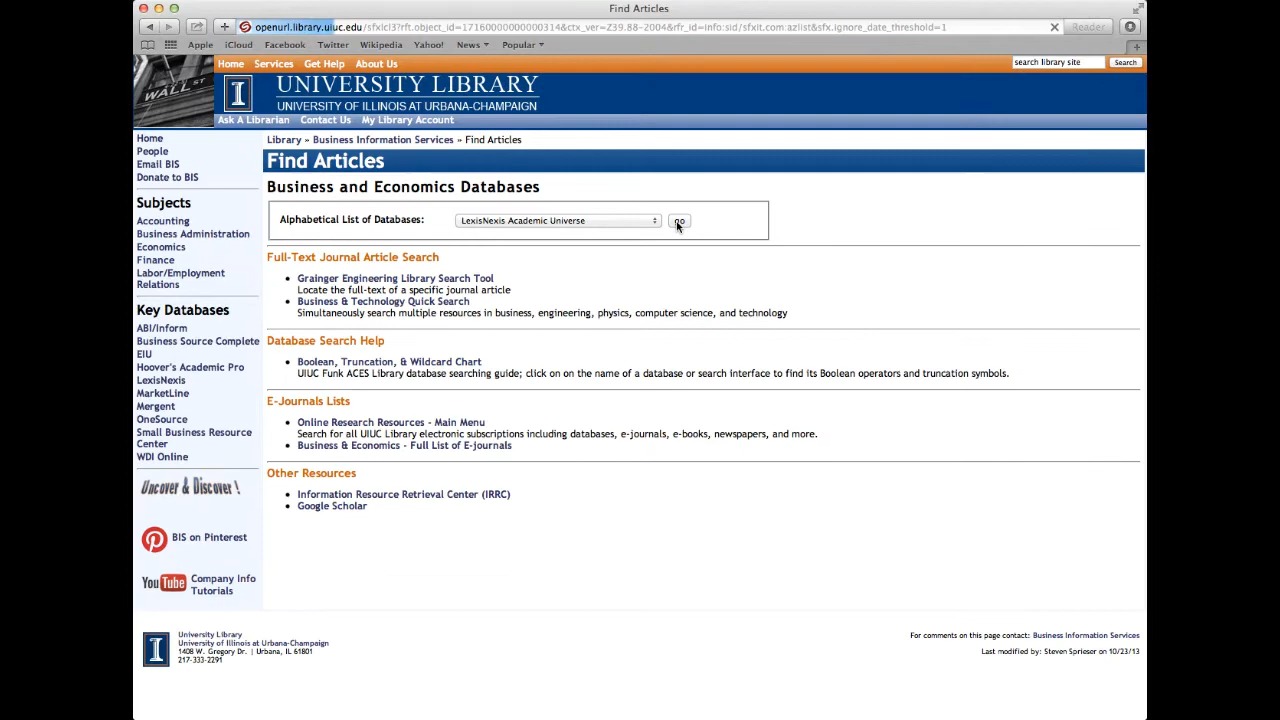 Find Articles
openurl.library.uiuc.edu/sfxlcl3?rft.object_id=1716000000000314&ctx_ver=Z39.88-2004&rfr_id=info:sid/sfxit.com:azlist&sfx.ignore_date_threshold=1
Reader
Apple iCloud Facebook Twitter Wikipedia Yahoo! News Popular
WALL ST
Home Services Get Help About Us
search library site Search
I UNIVERSITY LIBRARY
UNIVERSITY OF ILLINOIS AT URBANA-CHAMPAIGN
Ask A Librarian Contact Us My Library Account
Home
People
Email BIS
Donate to BIS
Subjects
Accounting
Business Administration
Economics
Finance
Labor/Employment
Relations
Key Databases
ABI/Inform
Business Source Complete
EIU
Hoover's Academic Pro
LexisNexis
MarketLine
Mergent
OneSource
Small Business Resource
Center
WDI Online
Uncover & Discover !
BIS on Pinterest
YouTube Company Info
Tutorials
Library » Business Information Services » Find Articles
Find Articles
Business and Economics Databases
Alphabetical List of Databases: LexisNexis Academic Universe go
Full-Text Journal Article Search
• Grainger Engineering Library Search Tool
Locate the full-text of a specific journal article
• Business & Technology Quick Search
Simultaneously search multiple resources in business, engineering, physics, computer science, and technology
Database Search Help
• Boolean, Truncation, & Wildcard Chart
UIUC Funk ACES Library database searching guide; click on on the name of a database or search interface to find its Boolean operators and truncation symbols.
E-Journals Lists
• Online Research Resources - Main Menu
Search for all UIUC Library electronic subscriptions including databases, e-journals, e-books, newspapers, and more.
• Business & Economics - Full List of E-journals
Other Resources
• Information Resource Retrieval Center (IRRC)
• Google Scholar
I University Library
University of Illinois at Urbana-Champaign
1408 W. Gregory Dr. | Urbana, IL 61801
217-333-2291
For comments on this page contact: Business Information Services
Last modified by: Steven Sprieser on 10/23/13